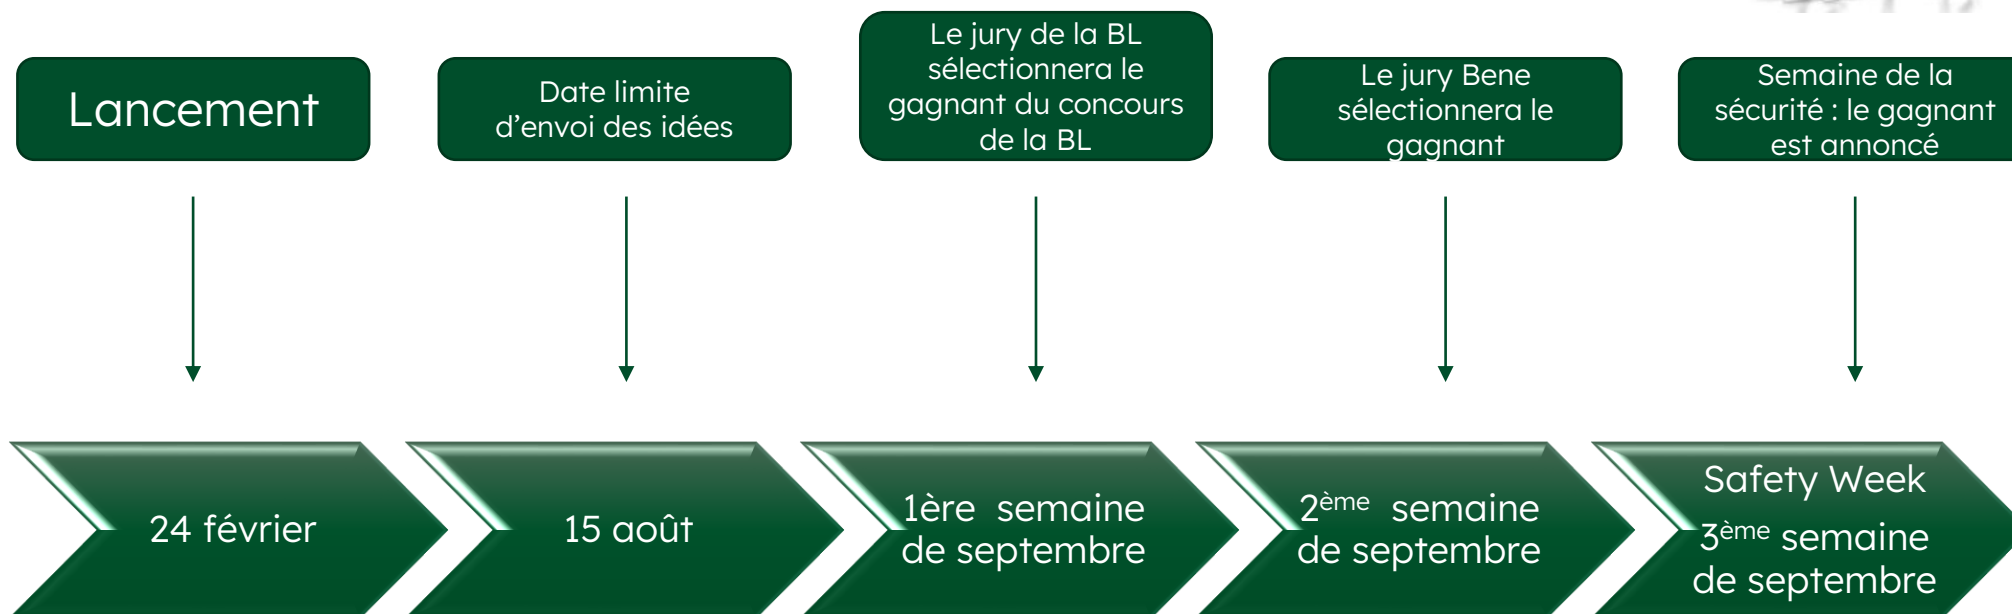 Lancement
Date limite
d’envoi des idées
Le jury de la BL
sélectionnera le
gagnant du concours
de la BL
Le jury Bene
sélectionnera le
gagnant
Semaine de la
sécurité : le gagnant
est annoncé
24 février
15 août
1ère semaine
de septembre
2ème semaine
de septembre
Safety Week
3ème semaine
de septembre